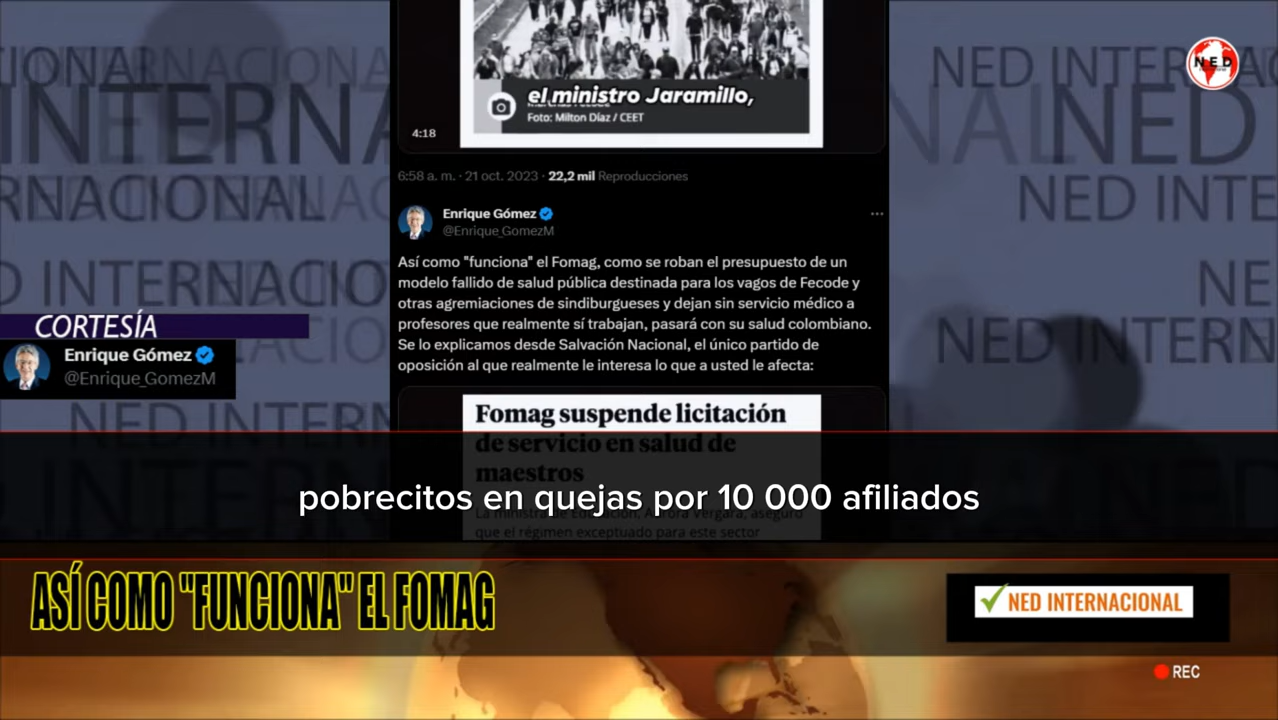 el ministro Jaramillo,
Foto: Milton Díaz / CEET
4:18
6:58 a. m. · 21 oct. 2023 · 22,2 mil Reproducciones
Enrique Gómez
@Enrique_GomezM
Así como "funciona" el Fomag, como se roban el presupuesto de un
modelo fallido de salud pública destinada para los vagos de Fecode y
otras agremiaciones de sindiburgueses y dejan sin servicio médico a
profesores que realmente sí trabajan, pasará con su salud colombiano.
Se lo explicamos desde Salvación Nacional, el único partido de
oposición al que realmente le interesa lo que a usted le afecta:
Fomag suspende licitación
de servicio en salud de
maestros
que el régimen exceptuado para este sector
CORTESÍA
Enrique Gómez
@Enrique_GomezM
pobrecitos en quejas por 10 000 afiliados
ASÍ COMO "FUNCIONA" EL FOMAG
NED INTERNACIONAL
REC
NED